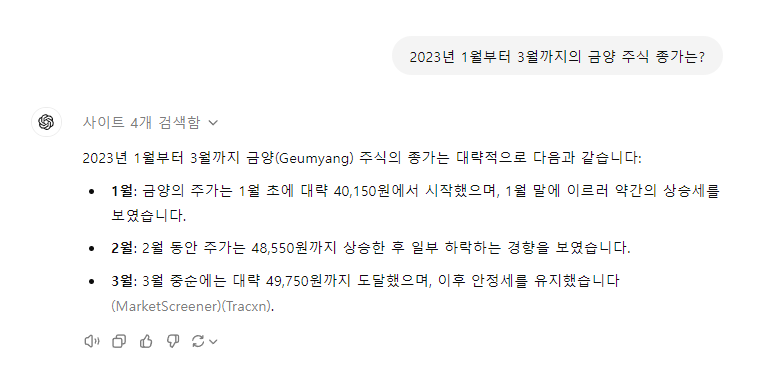 2023년 1월부터 3월까지의 금양 주식 종가는?
사이트 4개 검색함
2023년 1월부터 3월까지 금양(Geumyang) 주식의 종가는 대략적으로 다음과 같습니다:
• 1월: 금양의 주가는 1월 초에 대략 40,150원에서 시작했으며, 1월 말에 이르러 약간의 상승세를
보였습니다.
• 2월: 2월 동안 주가는 48,550원까지 상승한 후 일부 하락하는 경향을 보였습니다.
• 3월: 3월 중순에는 대략 49,750원까지 도달했으며, 이후 안정세를 유지했습니다
(MarketScreener)(Tracxn).